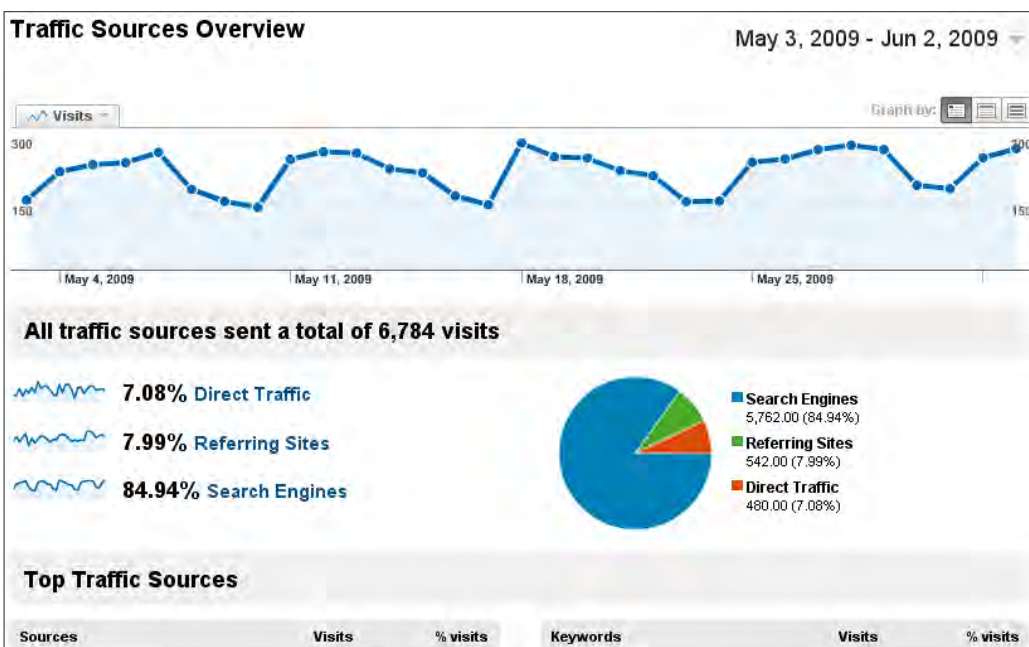 Traffic Sources Overview
May 3, 2009 - Jun 2, 2009
Visits
Graph by:
300
300
150
150
May 4, 2009
May 11, 2009
May 18, 2009
May 25, 2009
All traffic sources sent a total of 6,784 visits
7.08% Direct Traffic
7.99% Referring Sites
84.94% Search Engines
Search Engines
5,762.00 (84.94%)
Referring Sites
542.00 (7.99%)
Direct Traffic
480.00 (7.08%)
Top Traffic Sources
Sources Visits % visits
Keywords Visits % visits